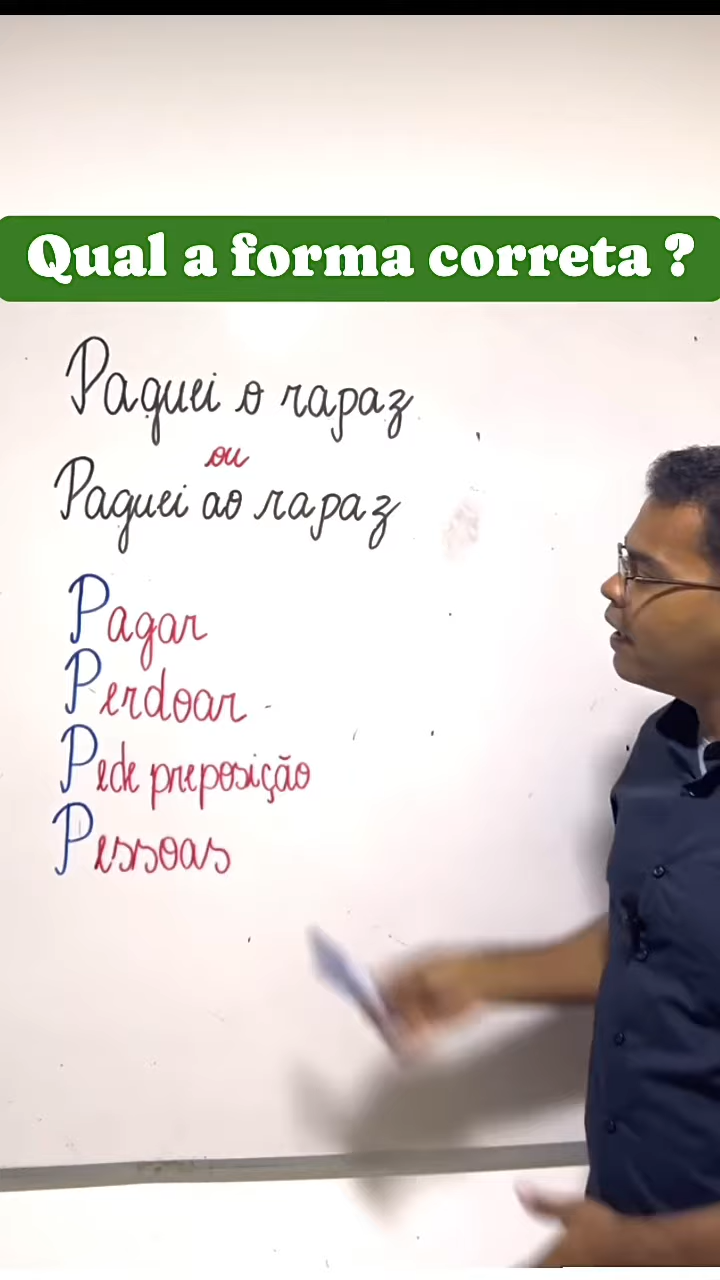 Qual a forma correta ?
Paguei o rapaz
ou
Paguei ao rapaz
Pagar
Perdoar
Pede preposição
Pessoas